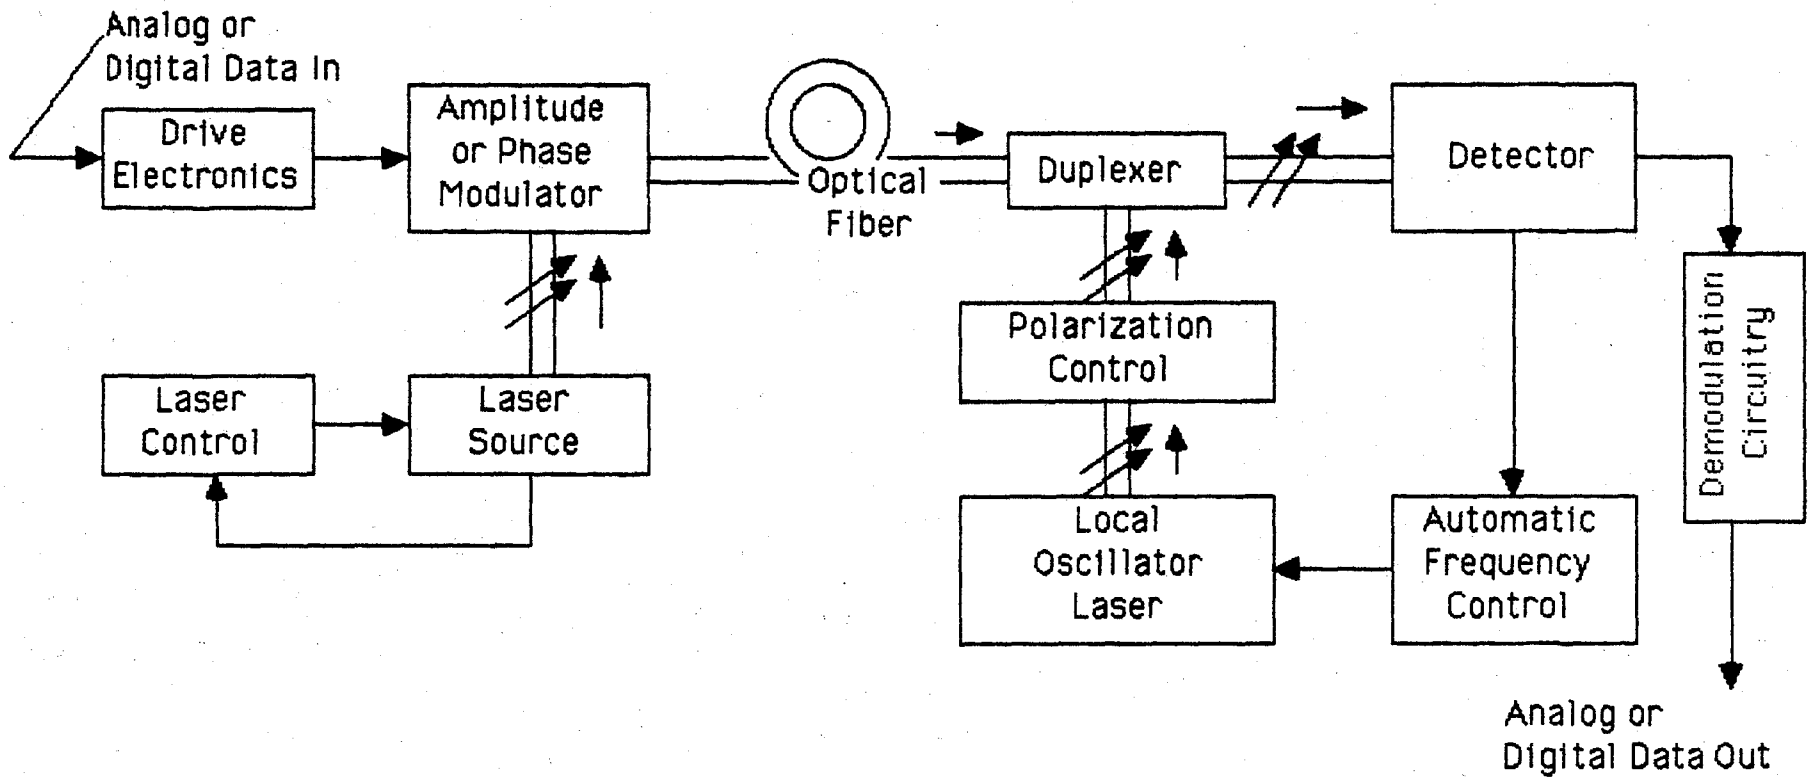 Analog or
Digital Data In
Drive
Electronics
Amplitude
or Phase
Modulator
Optical
Fiber
Duplexer
Detector
Laser
Control
Laser
Source
Polarization
Control
Local
Oscillator
Laser
Automatic
Frequency
Control
Demodulation
Circuitry
Analog or
Digital Data Out